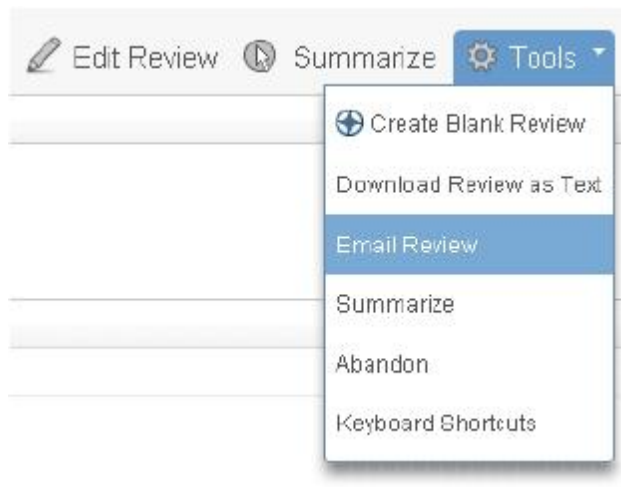 Edit Review Summarize Tools
Create Blank Review
Download Review as Text
Email Review
Summarize
Abandon
Keyboard Shortcuts